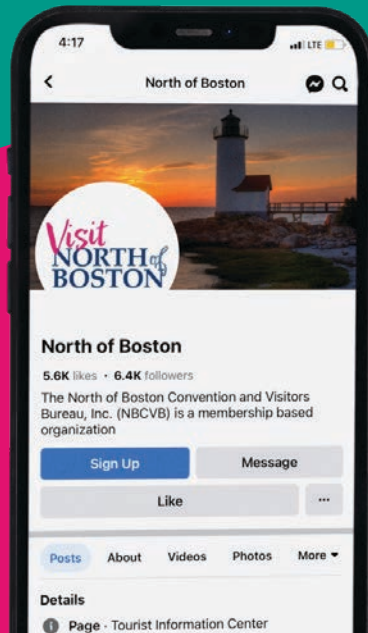 4:17
LTE
North of Boston
Visit
NORTH of
BOSTON
North of Boston
5.6K likes · 6.4K followers
The North of Boston Convention and Visitors
Bureau, Inc. (NBCVB) is a membership based
organization
Sign Up Message
Like ...
Posts About Videos Photos More
Details
Page · Tourist Information Center